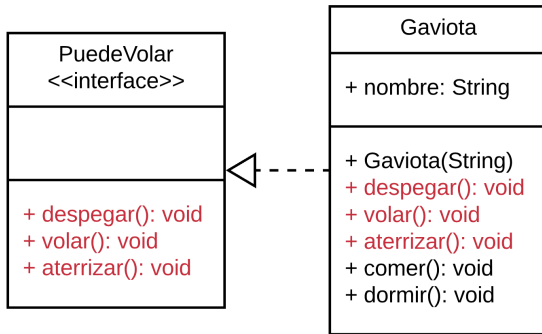 PuedeVolar
<<interface>>
+ despegar(): void
+ volar(): void
+ aterrizar(): void
Gaviota
+ nombre: String
+ Gaviota(String)
+ despegar(): void
+ volar(): void
+ aterrizar(): void
+ comer(): void
+ dormir(): void